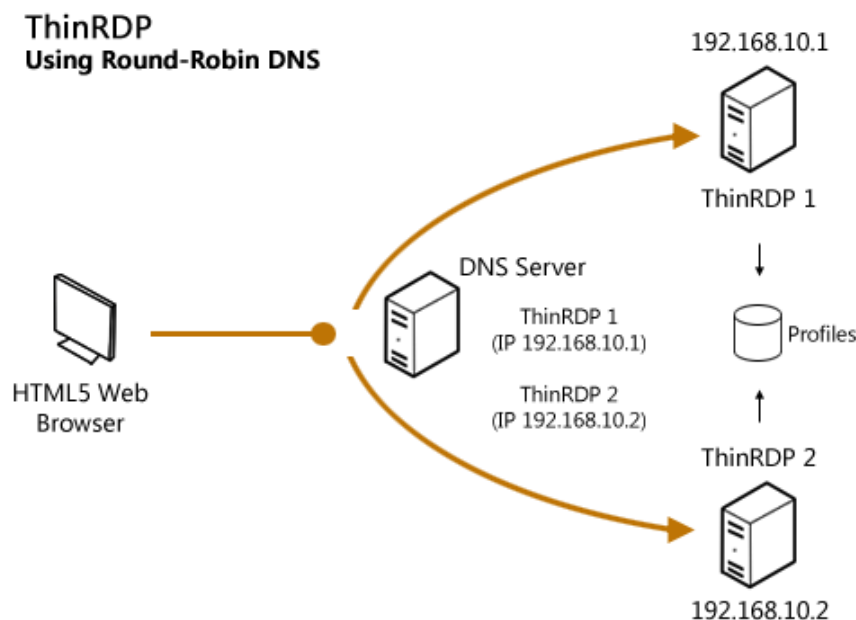 ThinRDP
Using Round-Robin DNS
192.168.10.1
ThinRDP 1
DNS Server
ThinRDP 1
(IP 192.168.10.1)
ThinRDP 2
(IP 192.168.10.2)
HTML5 Web
Browser
Profiles
ThinRDP 2
192.168.10.2